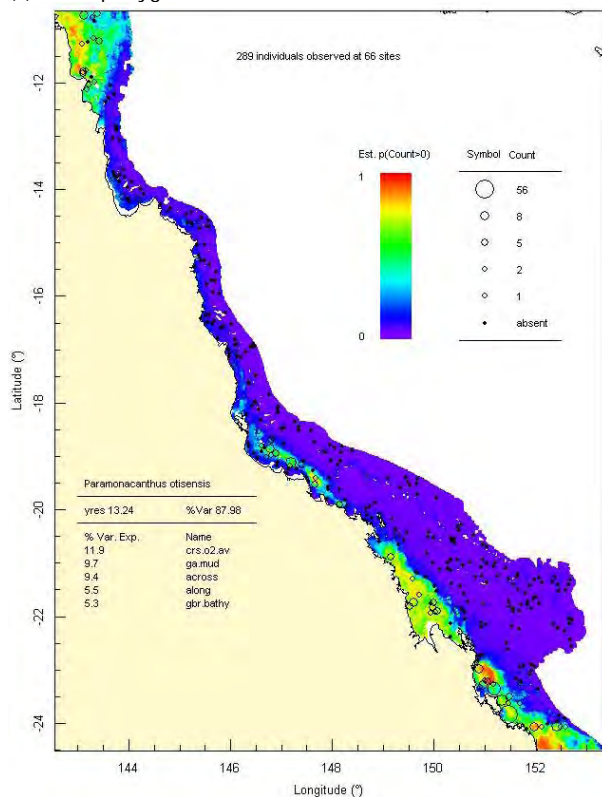 289 individuals observed at 66 sites
Est. p(Count>0)
1
0
Symbol Count
56
8
5
2
1
absent
Latitude (°)
-12
-14
-16
-18
-20
-22
-24
Paramonacanthus otisensis
yres 13.24 %Var 87.98
% Var. Exp. Name
11.9 crs.o2.av
9.7 ga.mud
9.4 across
5.5 along
5.3 gbr.bathy
144 146 148 150 152
Longitude (°)